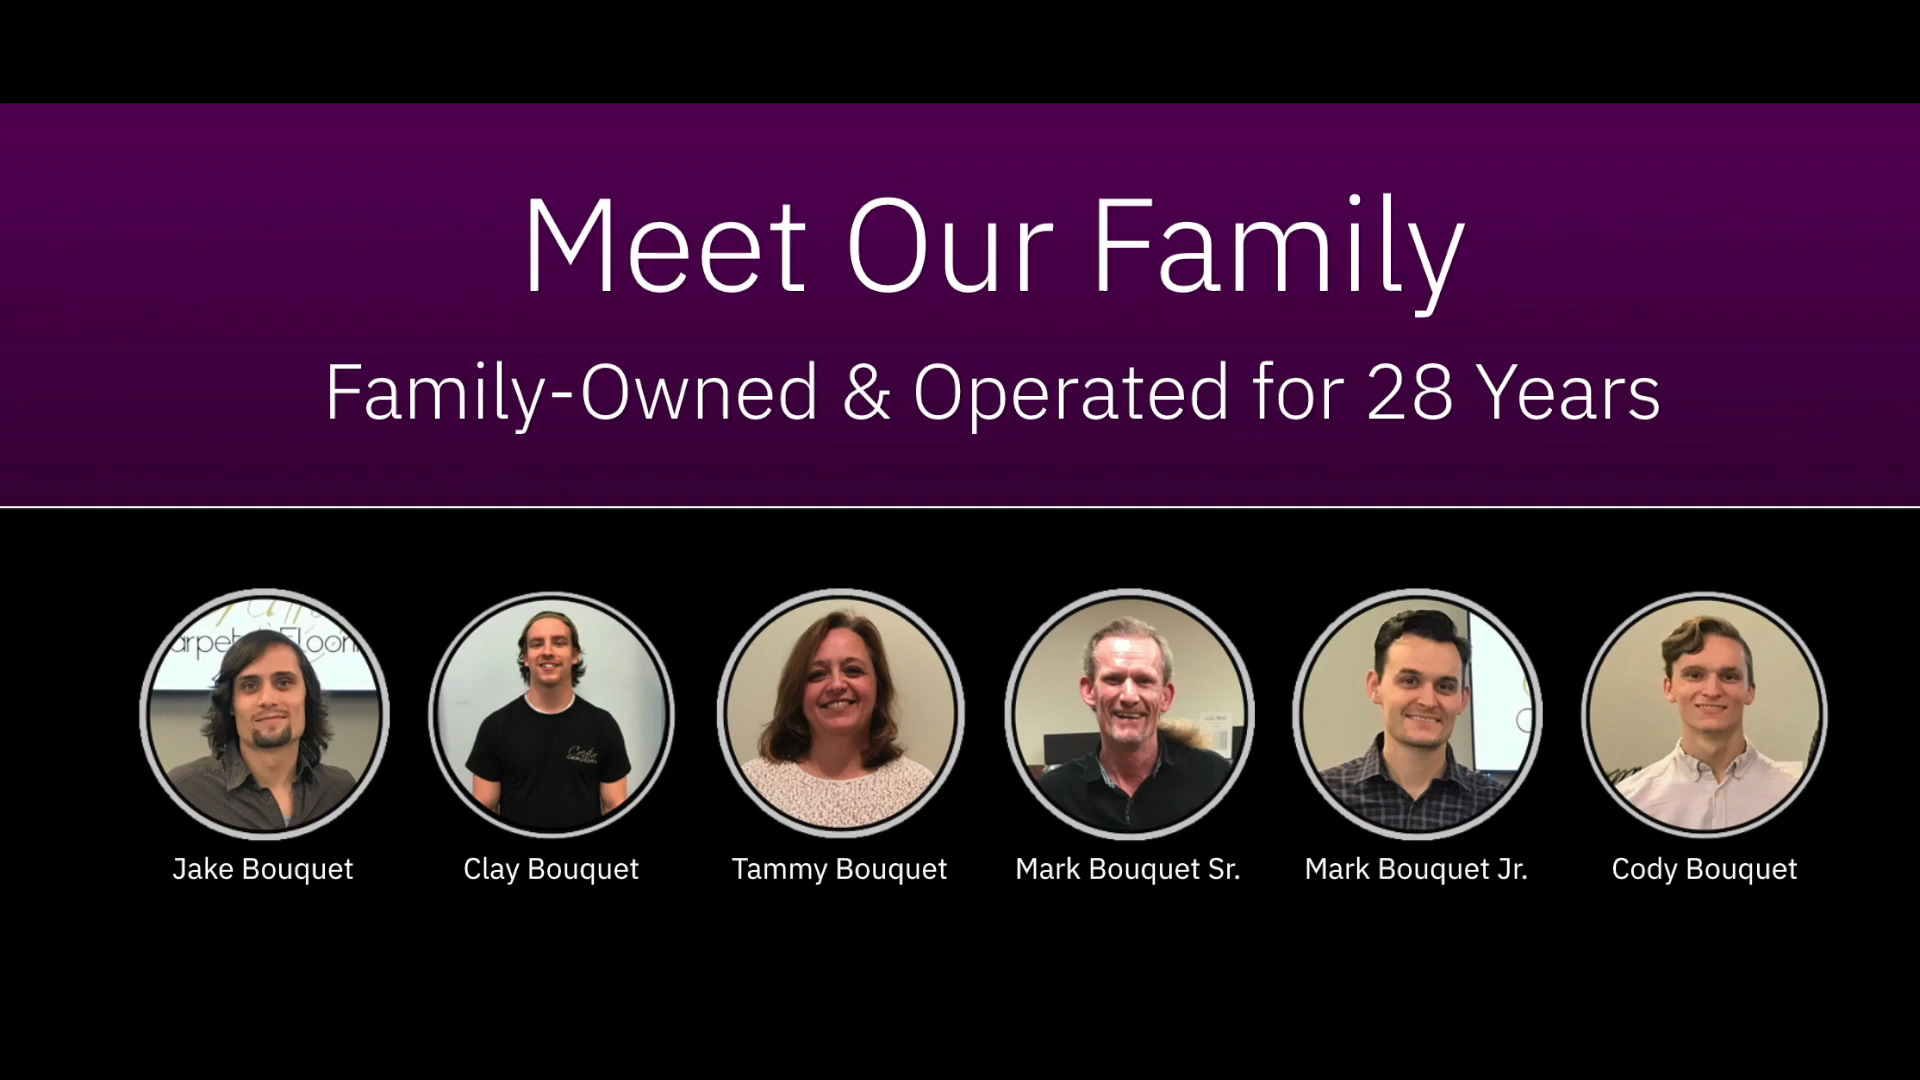 Meet Our Family
Family-Owned & Operated for 28 Years
Jake Bouquet
Clay Bouquet
Tammy Bouquet
Mark Bouquet Sr.
Mark Bouquet Jr.
Cody Bouquet